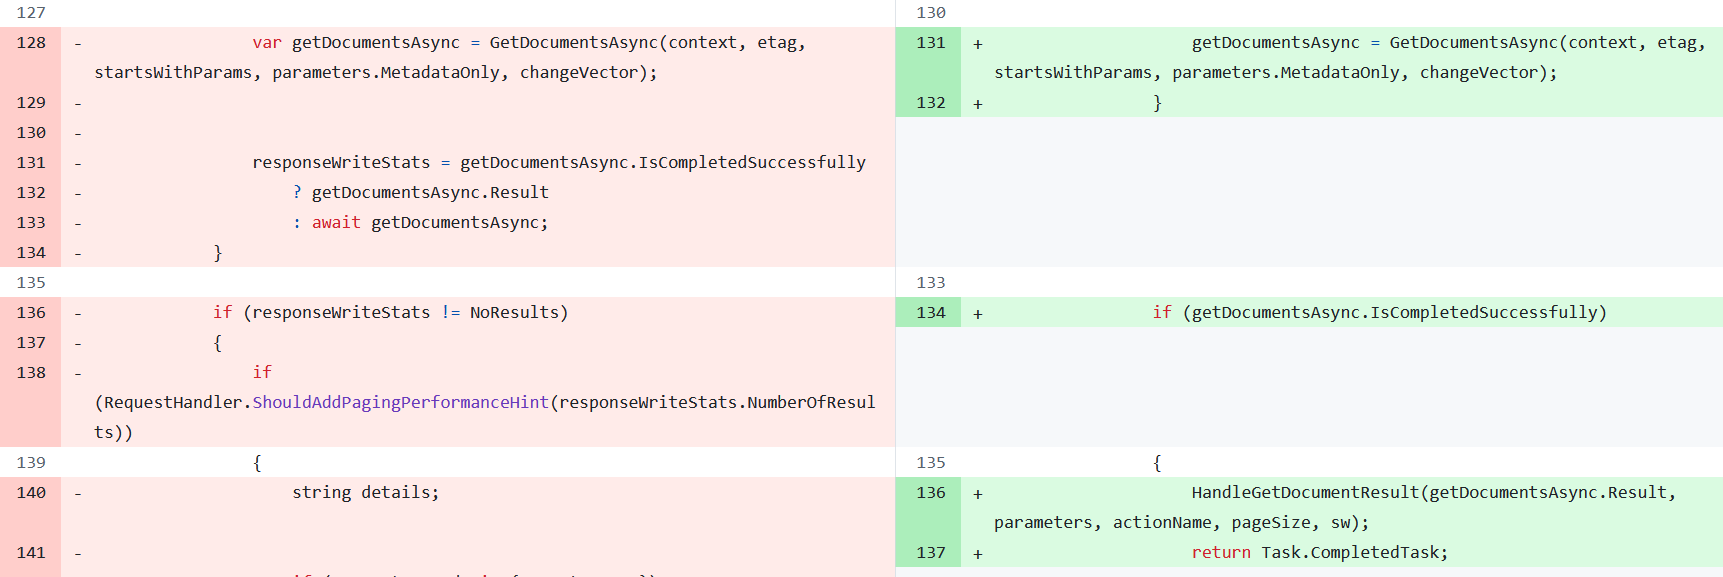 127
128 - var getDocumentsAsync = GetDocumentsAsync(context, etag,
startsWithParams, parameters.MetadataOnly, changeVector);
129 -
130 -
131 - responseWriteStats = getDocumentsAsync.IsCompletedSuccessfully
132 - ? getDocumentsAsync.Result
133 - : await getDocumentsAsync;
134 - }
135
136 - if (responseWriteStats != NoResults)
137 - {
138 - if
(RequestHandler.ShouldAddPagingPerformanceHint(responseWriteStats.NumberOfResul
ts))
139 {
140 - string details;
141 -
130
131 + getDocumentsAsync = GetDocumentsAsync(context, etag,
startsWithParams, parameters.MetadataOnly, changeVector);
132 + }
133
134 + if (getDocumentsAsync.IsCompletedSuccessfully)
135 {
136 + HandleGetDocumentResult(getDocumentsAsync.Result,
parameters, actionName, pageSize, sw);
137 + return Task.CompletedTask;